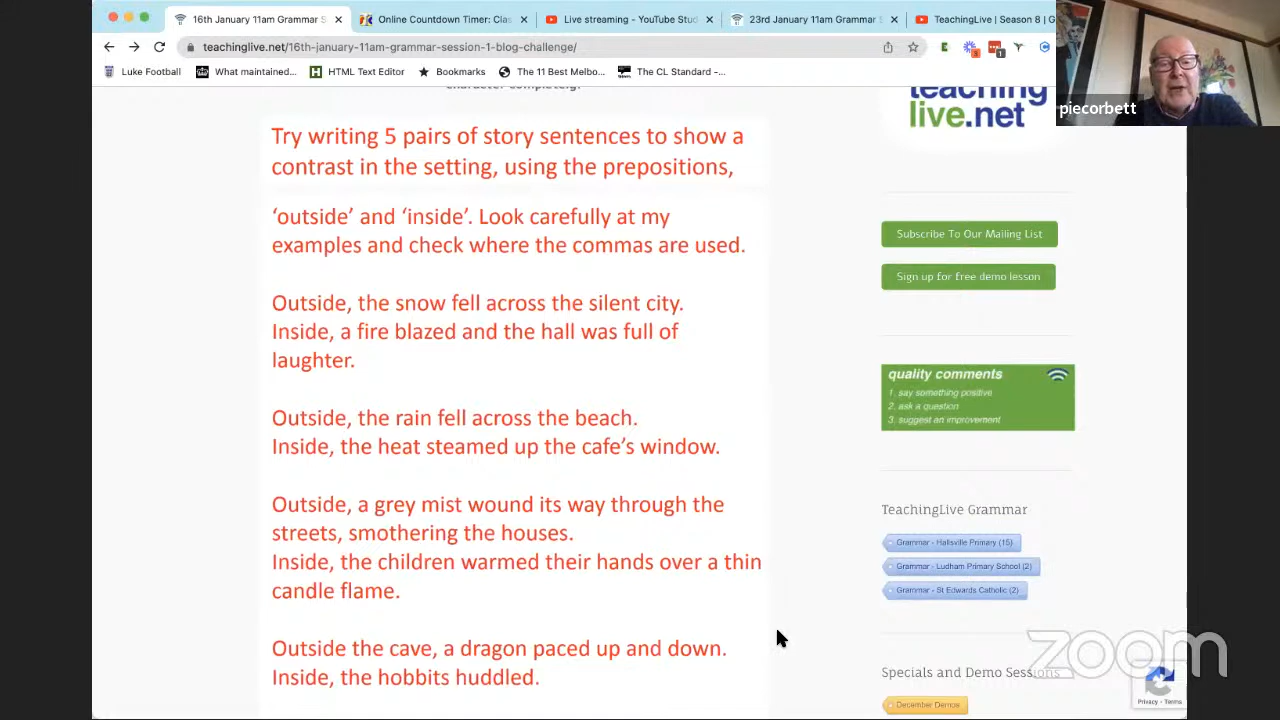 16th January 11am Grammar S
Online Countdown Timer: Clas
Live streaming - YouTube Stud
23rd January 11am Grammar
TeachingLive | Season 8 | G
teachinglive.net/16th-january-11am-grammar-session-1-blog-challenge/
Luke Football
What maintained...
HTML Text Editor
Bookmarks
The 11 Best Melbo...
The CL Standard -...
piecorbett
character completely!
teaching
live.net
Try writing 5 pairs of story sentences to show a
contrast in the setting, using the prepositions,
‘outside’ and ‘inside’. Look carefully at my
examples and check where the commas are used.
Outside, the snow fell across the silent city.
Inside, a fire blazed and the hall was full of
laughter.
Outside, the rain fell across the beach.
Inside, the heat steamed up the cafe’s window.
Outside, a grey mist wound its way through the
streets, smothering the houses.
Inside, the children warmed their hands over a thin
candle flame.
Outside the cave, a dragon paced up and down.
Inside, the hobbits huddled.
Subscribe To Our Mailing List
Sign up for free demo lesson
quality comments
1. say something positive
2. ask a question
3. suggest an improvement
TeachingLive Grammar
Grammar - Hallsville Primary (15)
Grammar - Ludham Primary School (2)
Grammar - St Edwards Catholic (2)
Specials and Demo Sessions
December Demos
zoom
Privacy - Terms